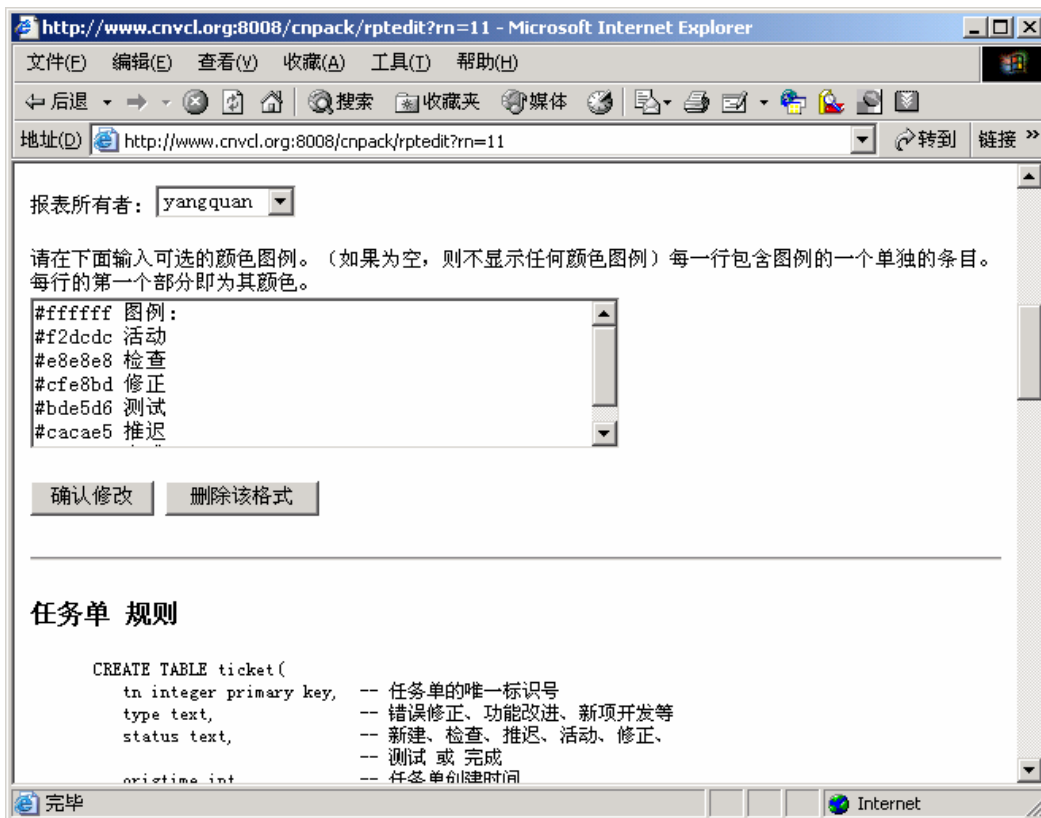 http://www.cnvcl.org:8008/cnpack/rptedit?rn=11 - Microsoft Internet Explorer
文件(F) 编辑(E) 查看(V) 收藏(A) 工具(T) 帮助(H)
后退 搜索 收藏夹 媒体
地址(D) http://www.cnvcl.org:8008/cnpack/rptedit?rn=11 转到 链接 »
报表所有者: yangquan
请在下面输入可选的颜色图例。（如果为空，则不显示任何颜色图例）每一行包含图例的一个单独的条目。
每行的第一个部分即为其颜色。
#ffffff 图例:
#f2dcdc 活动
#e8e8e8 检查
#cfe8bd 修正
#bde5d6 测试
#cacae5 推迟
确认修改 删除该格式
任务单 规则
CREATE TABLE ticket(
tn integer primary key, -- 任务单的唯一标识号
type text, -- 错误修正、功能改进、新项开发等
status text, -- 新建、检查、推迟、活动、修正、
-- 测试 或 完成
origtime int -- 任务单创建时间
完毕 Internet